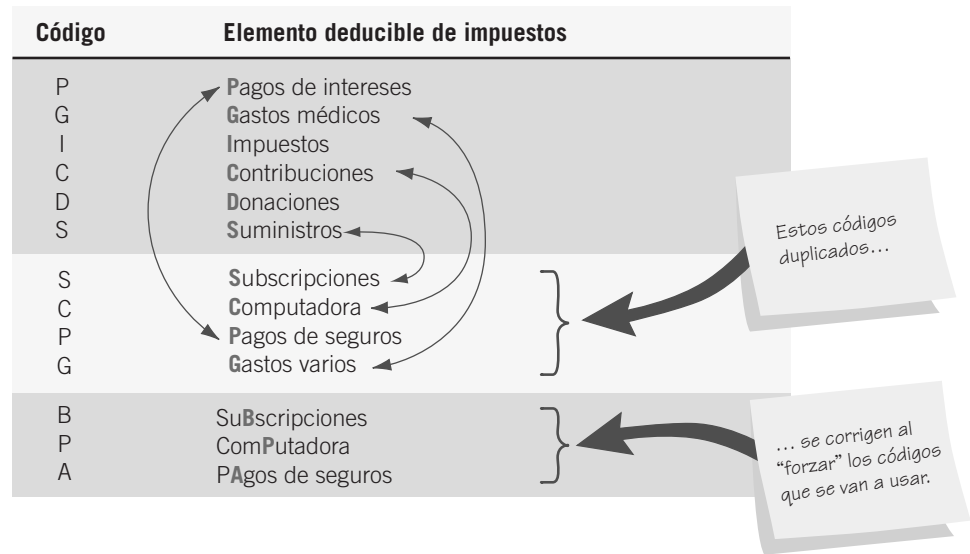 Código Elemento deducible de impuestos
P Pagos de intereses
G Gastos médicos
I Impuestos
C Contribuciones
D Donaciones
S Suministros
S Subscripciones
C Computadora
P Pagos de seguros
G Gastos varios
Estos códigos
duplicados…
B SuBscripciones
P ComPutadora
A PAgos de seguros
… se corrigen al
“forzar” los códigos
que se van a usar.